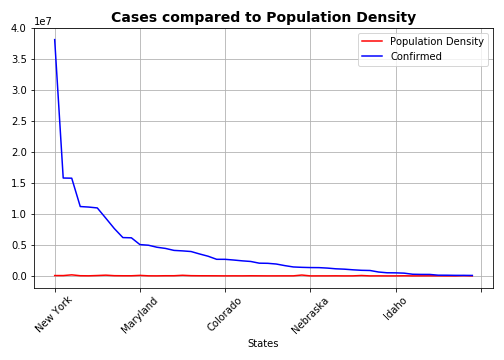 Cases compared to Population Density
1e7
Population Density
Confirmed
4.0
3.5
3.0
2.5
2.0
1.5
1.0
0.5
0.0
New York
Maryland
Colorado
Nebraska
Idaho
States